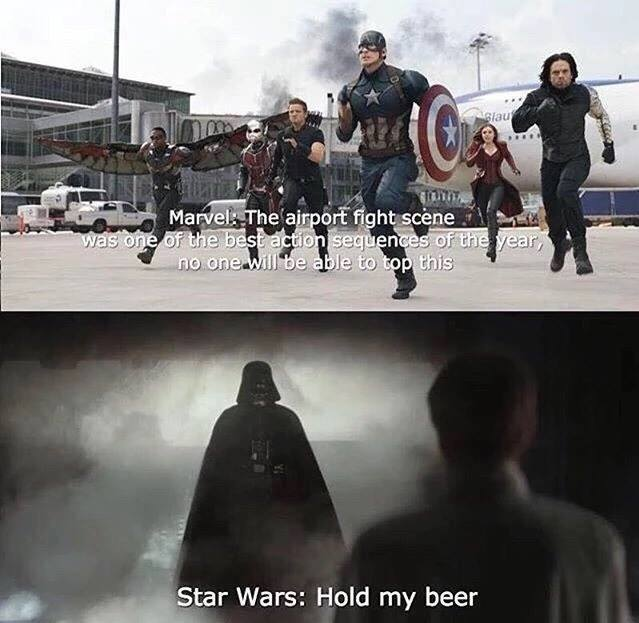 Marvel: The airport fight scene
was one of the best action sequences of the year,
no one will be able to top this
Star Wars: Hold my beer